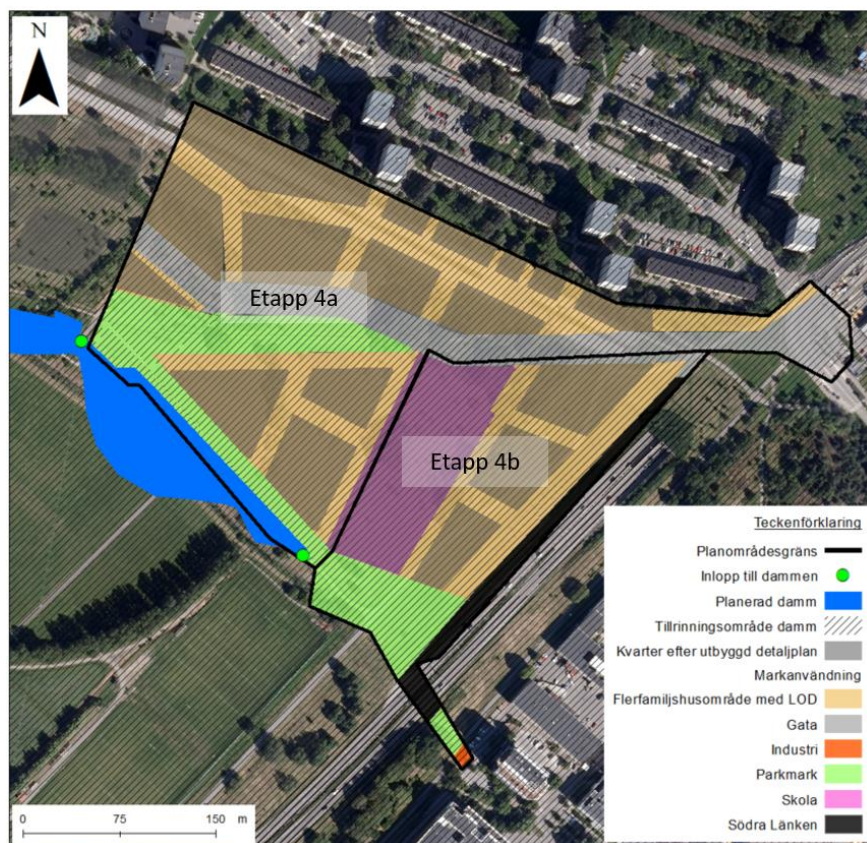 N
Etapp 4a
Etapp 4b
Teckenförklaring
Planområdesgräns
Inlopp till dammen
Planerad damm
Tillrinningsområde damm
Kvarter efter utbyggd detaljplan
Markanvändning
Flerfamiljshusområde med LOD
Gata
Industri
Parkmark
Skola
Södra Länken
0 75 150 m